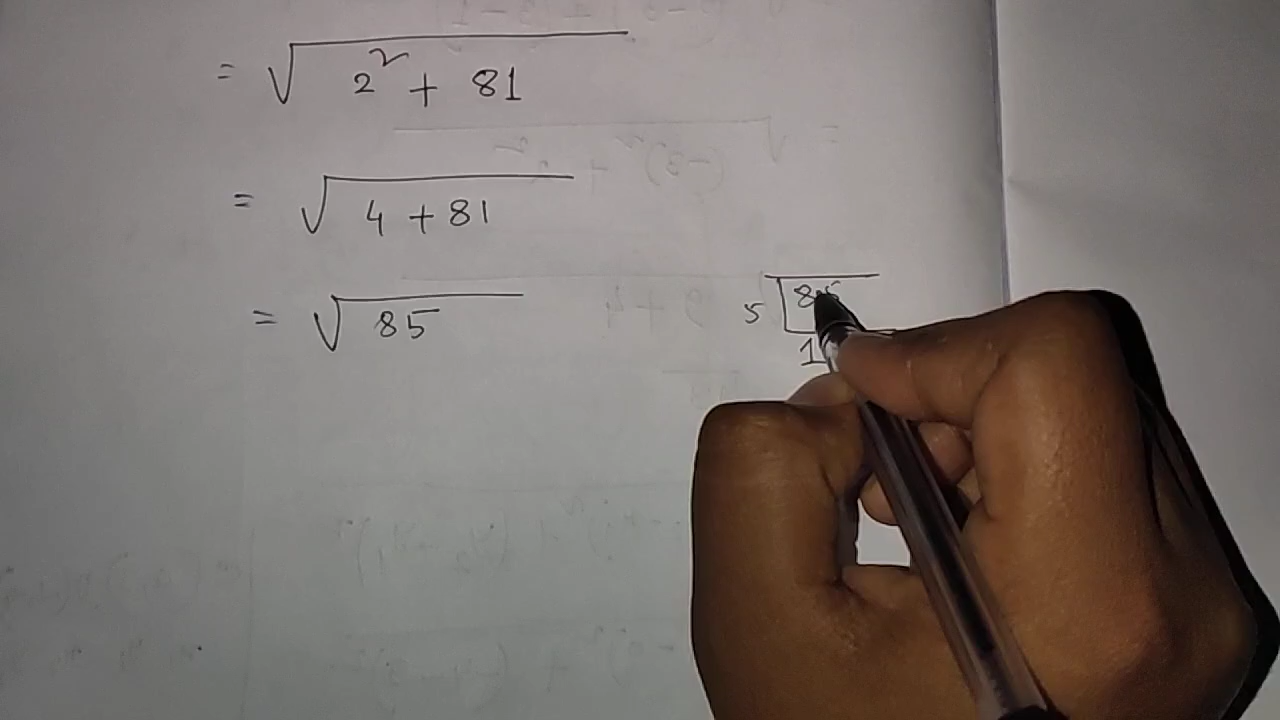 = √2² + 81
= √4 + 81
= √85
5 85
1